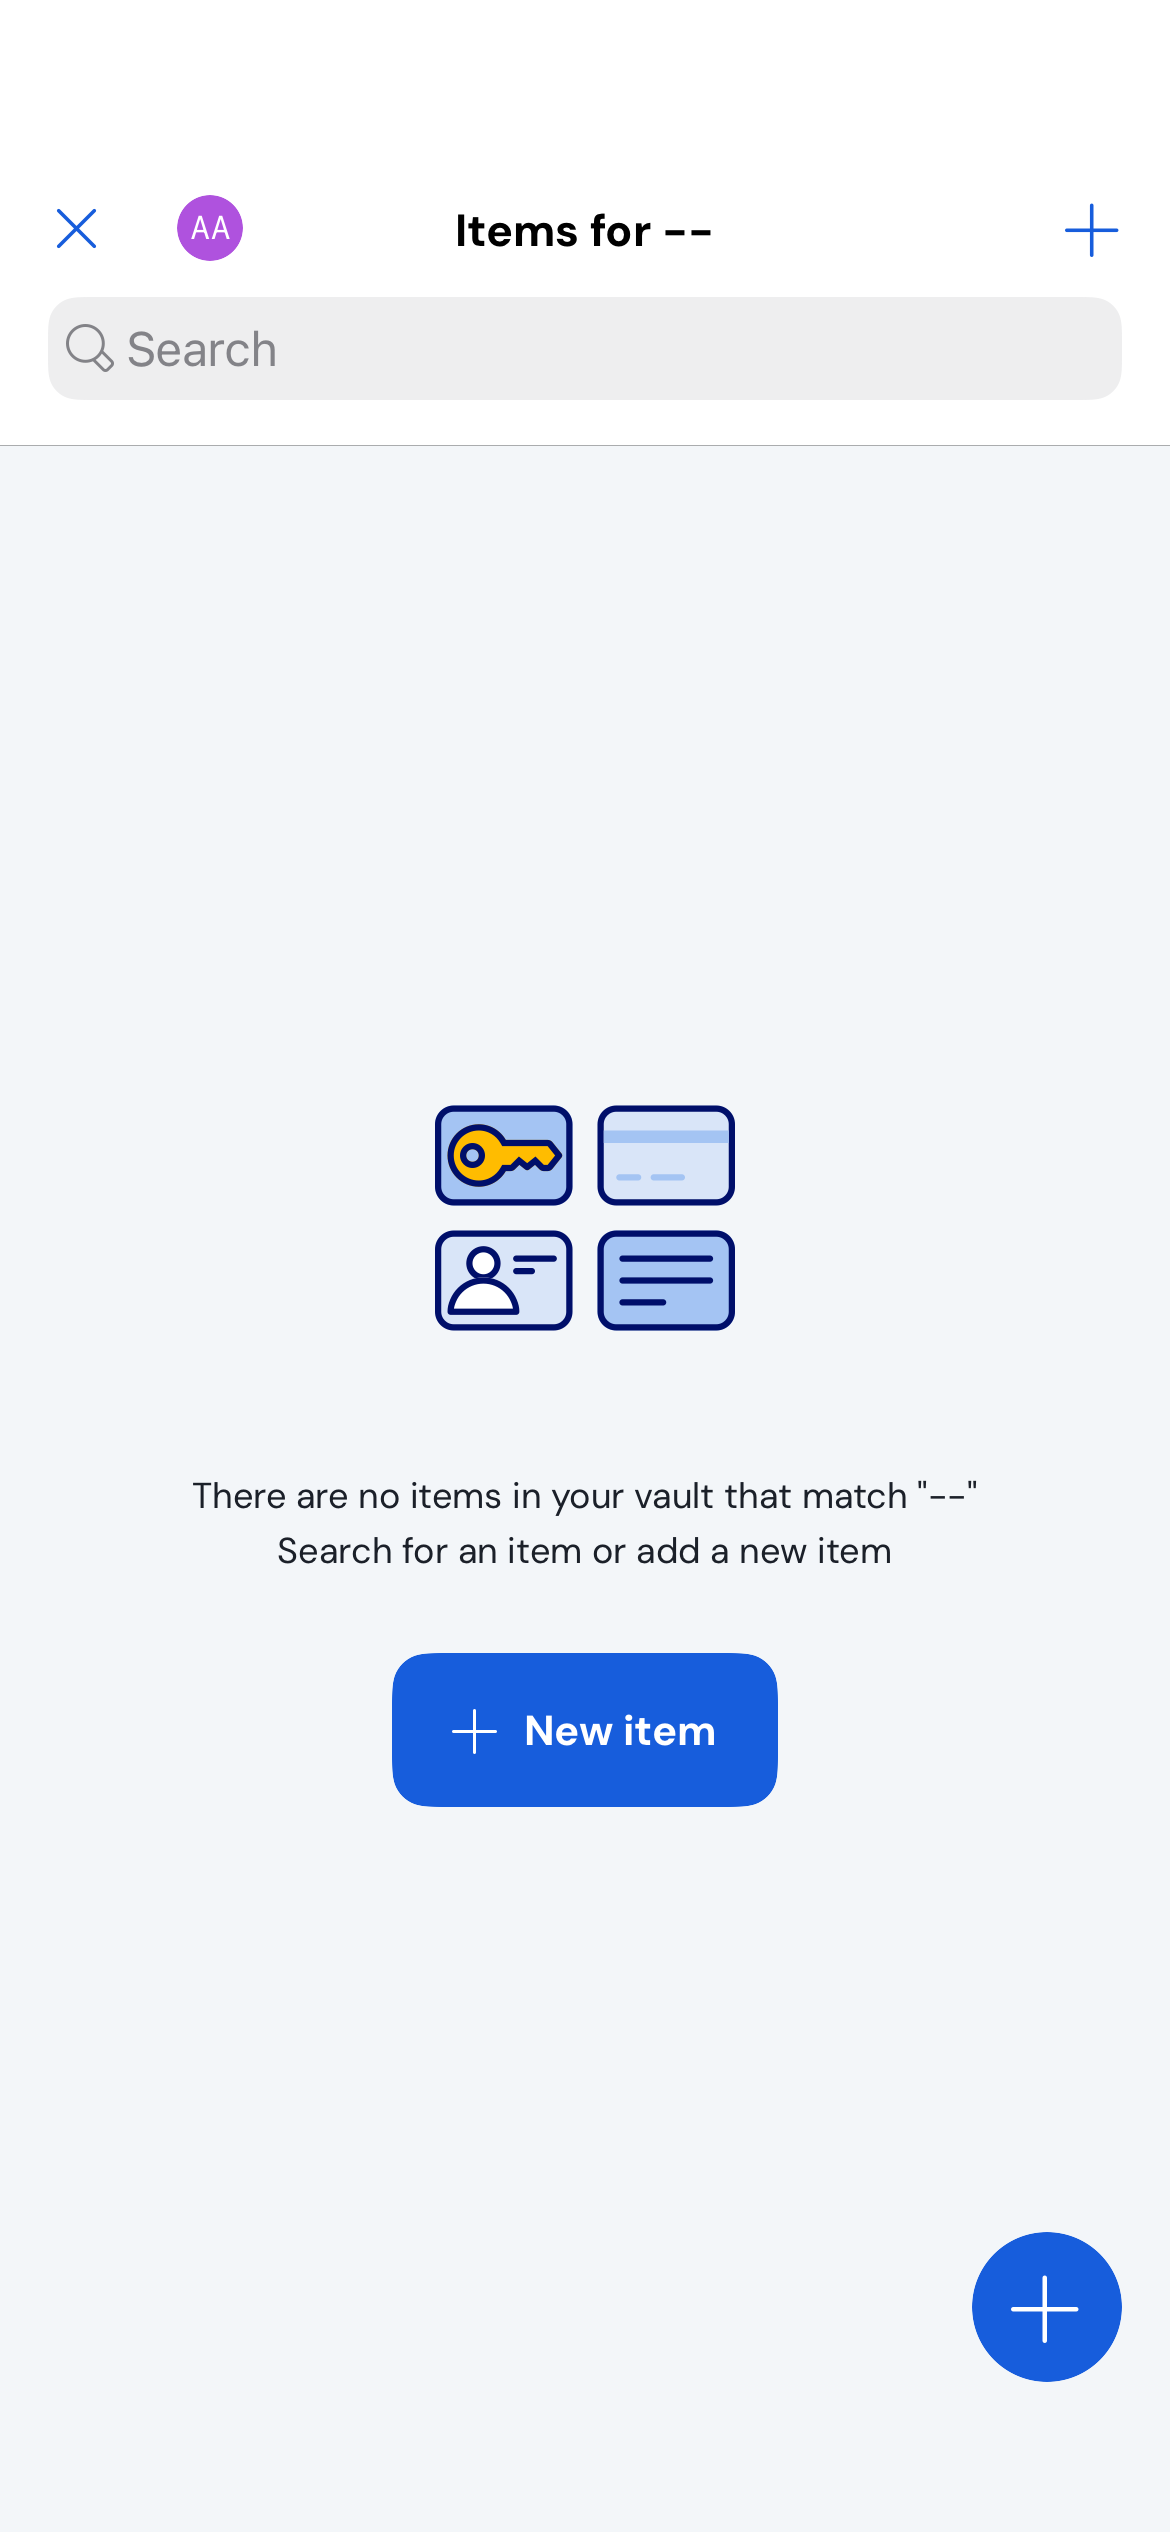 AA
Items for --
Search
There are no items in your vault that match "--"
Search for an item or add a new item
New item